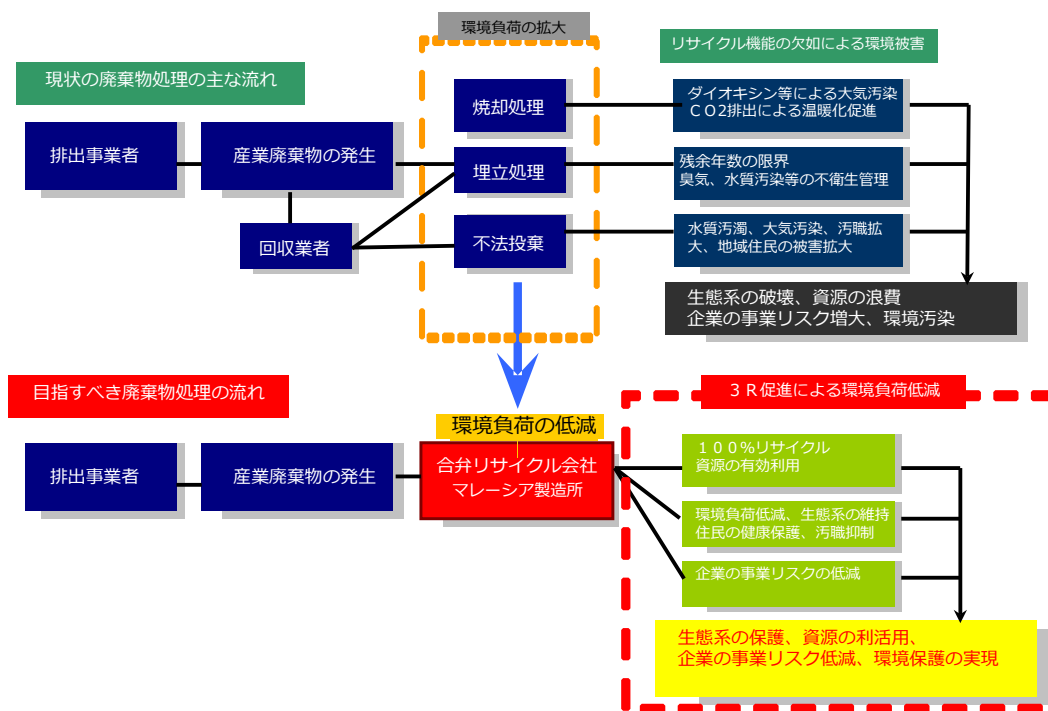 環境負荷の拡大
リサイクル機能の欠如による環境被害
現状の廃棄物処理の主な流れ
焼却処理
ダイオキシン等による大気汚染
ＣＯ2排出による温暖化促進
排出事業者
産業廃棄物の発生
埋立処理
残余年数の限界
臭気、水質汚染等の不衛生管理
回収業者
不法投棄
水質汚濁、大気汚染、汚職拡
大、地域住民の被害拡大
生態系の破壊、資源の浪費
企業の事業リスク増大、環境汚染
目指すべき廃棄物処理の流れ
３Ｒ促進による環境負荷低減
環境負荷の低減
排出事業者
産業廃棄物の発生
合弁リサイクル会社
マレーシア製造所
１００％リサイクル
資源の有効利用
環境負荷低減、生態系の維持
住民の健康保護、汚職抑制
企業の事業リスクの低減
生態系の保護、資源の利活用、
企業の事業リスク低減、環境保護の実現